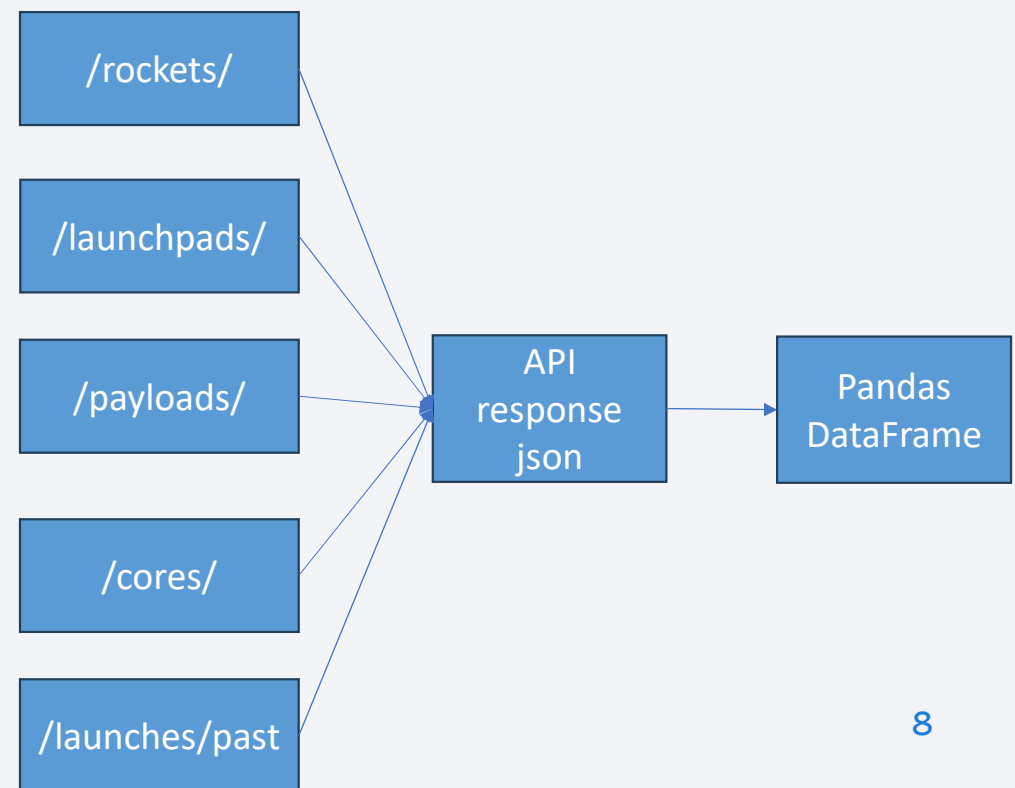 /rockets/
/launchpads/
/payloads/
/cores/
/launches/past
API
response
json
Pandas
DataFrame
8